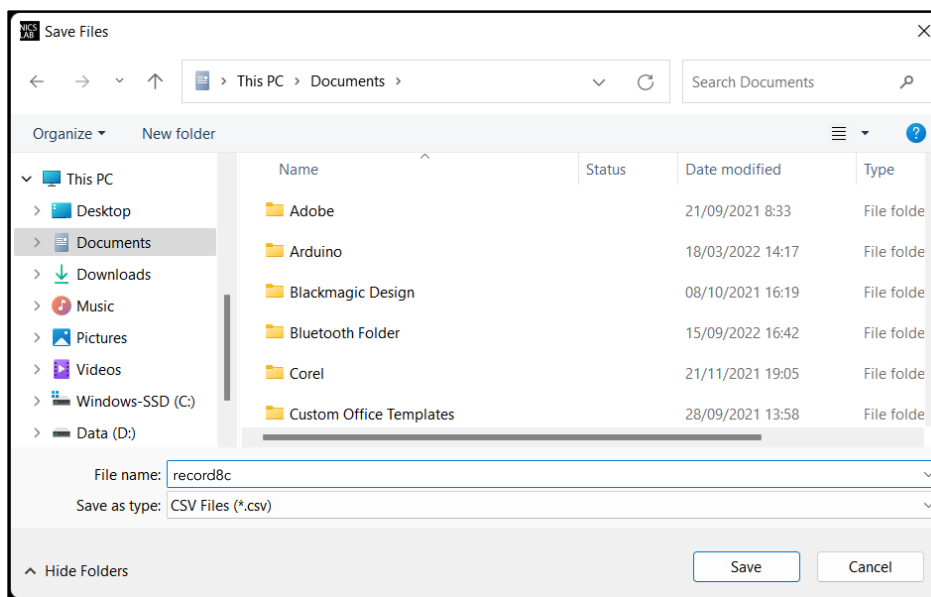 NICS LAB Save Files
This PC > Documents >
Search Documents
Organize New folder
?
Name Status Date modified Type
This PC
Desktop
Documents
Downloads
Music
Pictures
Videos
Windows-SSD (C:)
Data (D:)
Adobe 21/09/2021 8:33 File folde
Arduino 18/03/2022 14:17 File folde
Blackmagic Design 08/10/2021 16:19 File folde
Bluetooth Folder 15/09/2022 16:42 File folde
Corel 21/11/2021 19:05 File folde
Custom Office Templates 28/09/2021 13:58 File folde
File name: record8c
Save as type: CSV Files (*.csv)
Hide Folders
Save Cancel